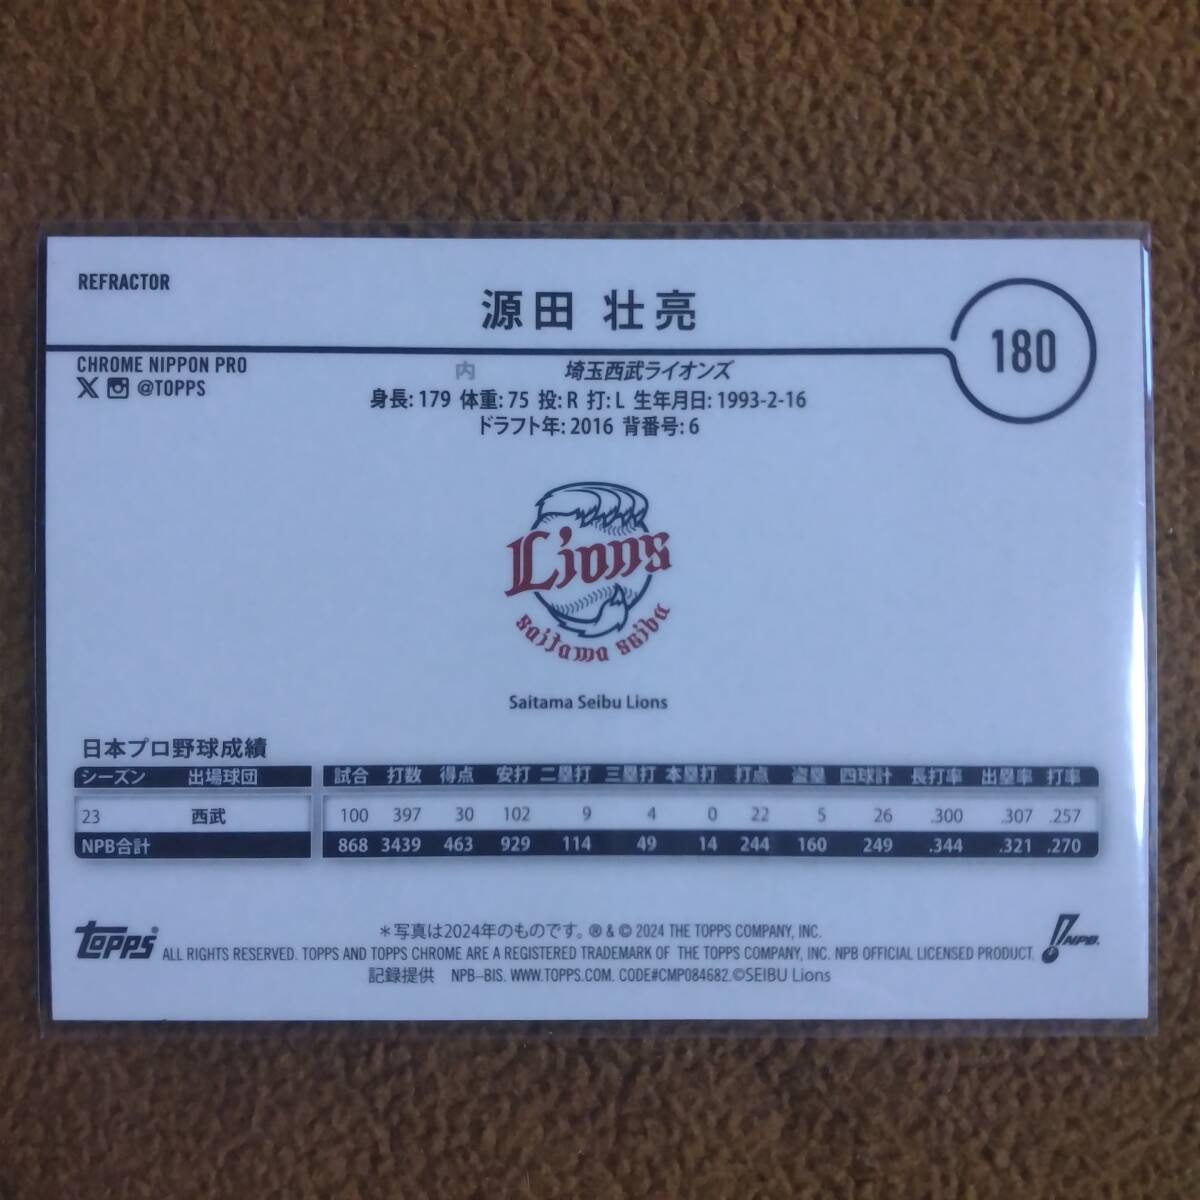 REFRACTOR
源田 壮亮
180
CHROME NIPPON PRO
@TOPPS
内 埼玉西武ライオンズ
身長: 179 体重: 75 投: R 打: L 生年月日: 1993-2-16
ドラフト年: 2016 背番号: 6
Lions
saitama seibu
Saitama Seibu Lions
日本プロ野球成績
シーズン 出場球団 試合 打数 得点 安打 二塁打 三塁打 本塁打 打点 盗塁 四球計 長打率 出塁率 打率
23 西武 100 397 30 102 9 4 0 22 5 26 .300 .307 .257
NPB合計 868 3439 463 929 114 49 14 244 160 249 .344 .321 .270
topps
＊写真は2024年のものです。® & © 2024 THE TOPPS COMPANY, INC.
ALL RIGHTS RESERVED. TOPPS AND TOPPS CHROME ARE A REGISTERED TRADEMARK OF THE TOPPS COMPANY, INC. NPB OFFICIAL LICENSED PRODUCT.
記録提供 NPB-BIS. WWW.TOPPS.COM. CODE#CMP084682.©SEIBU Lions
NPB.